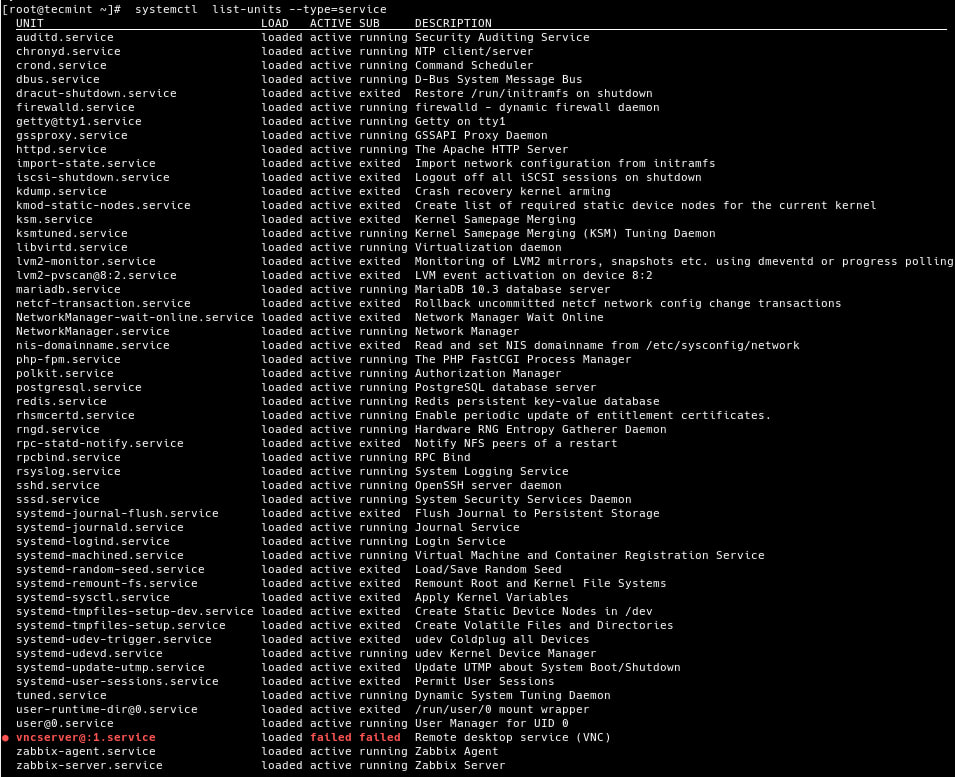 [root@tecmint ~]#  systemctl  list-units --type=service
UNIT LOAD ACTIVE SUB DESCRIPTION
auditd.service loaded active running Security Auditing Service
chronyd.service loaded active running NTP client/server
crond.service loaded active running Command Scheduler
dbus.service loaded active running D-Bus System Message Bus
dracut-shutdown.service loaded active exited Restore /run/initramfs on shutdown
firewalld.service loaded active running firewalld - dynamic firewall daemon
getty@tty1.service loaded active running Getty on tty1
gssproxy.service loaded active running GSSAPI Proxy Daemon
httpd.service loaded active running The Apache HTTP Server
import-state.service loaded active exited Import network configuration from initramfs
iscsi-shutdown.service loaded active exited Logout off all iSCSI sessions on shutdown
kdump.service loaded active exited Crash recovery kernel arming
kmod-static-nodes.service loaded active exited Create list of required static device nodes for the current kernel
ksm.service loaded active exited Kernel Samepage Merging
ksmtuned.service loaded active running Kernel Samepage Merging (KSM) Tuning Daemon
libvirtd.service loaded active running Virtualization daemon
lvm2-monitor.service loaded active exited Monitoring of LVM2 mirrors, snapshots etc. using dmeventd or progress polling
lvm2-pvscan@8:2.service loaded active exited LVM event activation on device 8:2
mariadb.service loaded active running MariaDB 10.3 database server
netcf-transaction.service loaded active exited Rollback uncommitted netcf network config change transactions
NetworkManager-wait-online.service loaded active exited Network Manager Wait Online
NetworkManager.service loaded active running Network Manager
nis-domainname.service loaded active exited Read and set NIS domainname from /etc/sysconfig/network
php-fpm.service loaded active running The PHP FastCGI Process Manager
polkit.service loaded active running Authorization Manager
postgresql.service loaded active running PostgreSQL database server
redis.service loaded active running Redis persistent key-value database
rhsmcertd.service loaded active running Enable periodic update of entitlement certificates.
rngd.service loaded active running Hardware RNG Entropy Gatherer Daemon
rpc-statd-notify.service loaded active exited Notify NFS peers of a restart
rpcbind.service loaded active running RPC Bind
rsyslog.service loaded active running System Logging Service
sshd.service loaded active running OpenSSH server daemon
sssd.service loaded active running System Security Services Daemon
systemd-journal-flush.service loaded active exited Flush Journal to Persistent Storage
systemd-journald.service loaded active running Journal Service
systemd-logind.service loaded active running Login Service
systemd-machined.service loaded active running Virtual Machine and Container Registration Service
systemd-random-seed.service loaded active exited Load/Save Random Seed
systemd-remount-fs.service loaded active exited Remount Root and Kernel File Systems
systemd-sysctl.service loaded active exited Apply Kernel Variables
systemd-tmpfiles-setup-dev.service loaded active exited Create Static Device Nodes in /dev
systemd-tmpfiles-setup.service loaded active exited Create Volatile Files and Directories
systemd-udev-trigger.service loaded active exited udev Coldplug all Devices
systemd-udevd.service loaded active running udev Kernel Device Manager
systemd-update-utmp.service loaded active exited Update UTMP about System Boot/Shutdown
systemd-user-sessions.service loaded active exited Permit User Sessions
tuned.service loaded active running Dynamic System Tuning Daemon
user-runtime-dir@0.service loaded active exited /run/user/0 mount wrapper
user@0.service loaded active running User Manager for UID 0
● vncserver@:1.service loaded failed failed Remote desktop service (VNC)
zabbix-agent.service loaded active running Zabbix Agent
zabbix-server.service loaded active running Zabbix Server